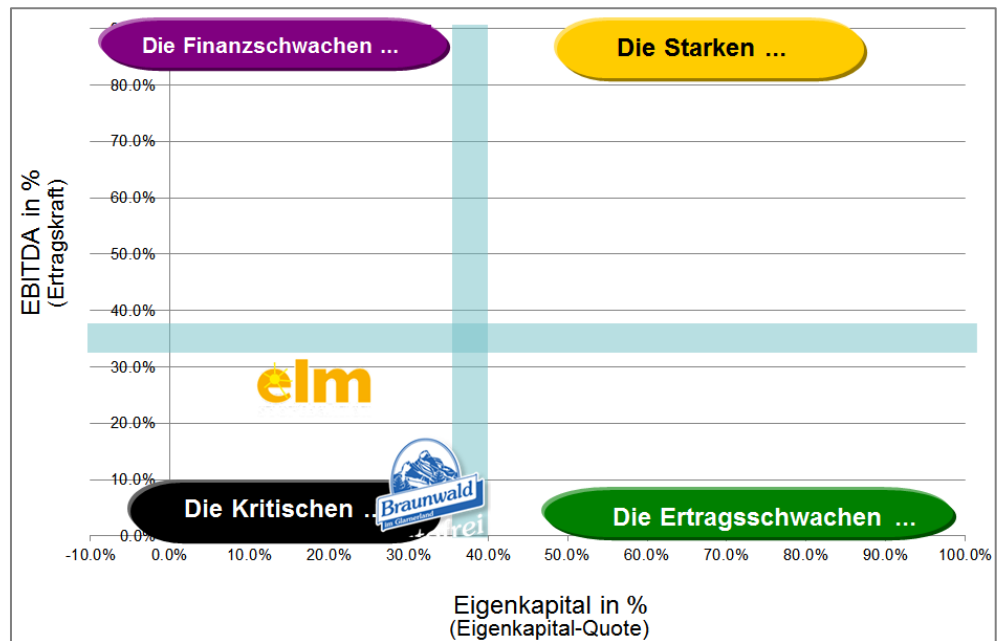 Die Finanzschwachen ...
Die Starken ...
80.0%
70.0%
60.0%
50.0%
40.0%
30.0%
20.0%
10.0%
0.0%
EBITDA in %
(Ertragskraft)
elm
Braunwald
im Glarnerland
Die Kritischen ...
Die Ertragsschwachen ...
-10.0% 0.0% 10.0% 20.0% 30.0% 40.0% 50.0% 60.0% 70.0% 80.0% 90.0% 100.0%
Eigenkapital in %
(Eigenkapital-Quote)